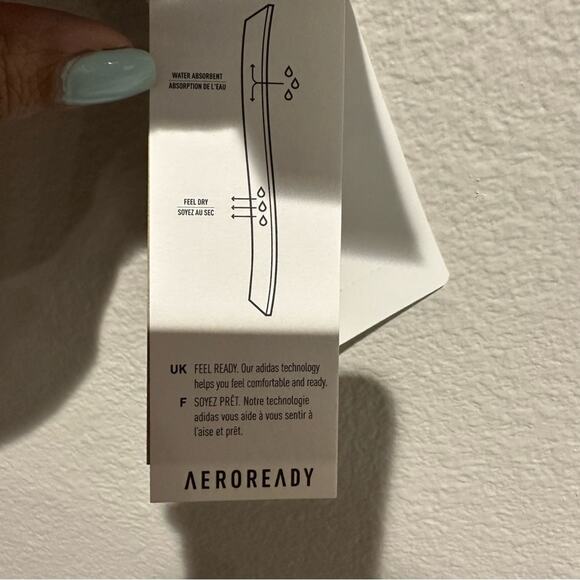 WATER ABSORBENT
ABSORPTION DE L'EAU
FEEL DRY
SOYEZ AU SEC
UK FEEL READY. Our adidas technology
helps you feel comfortable and ready.
F SOYEZ PRÊT. Notre technologie
adidas vous aide à vous sentir à
l'aise et prêt.
AEROREADY